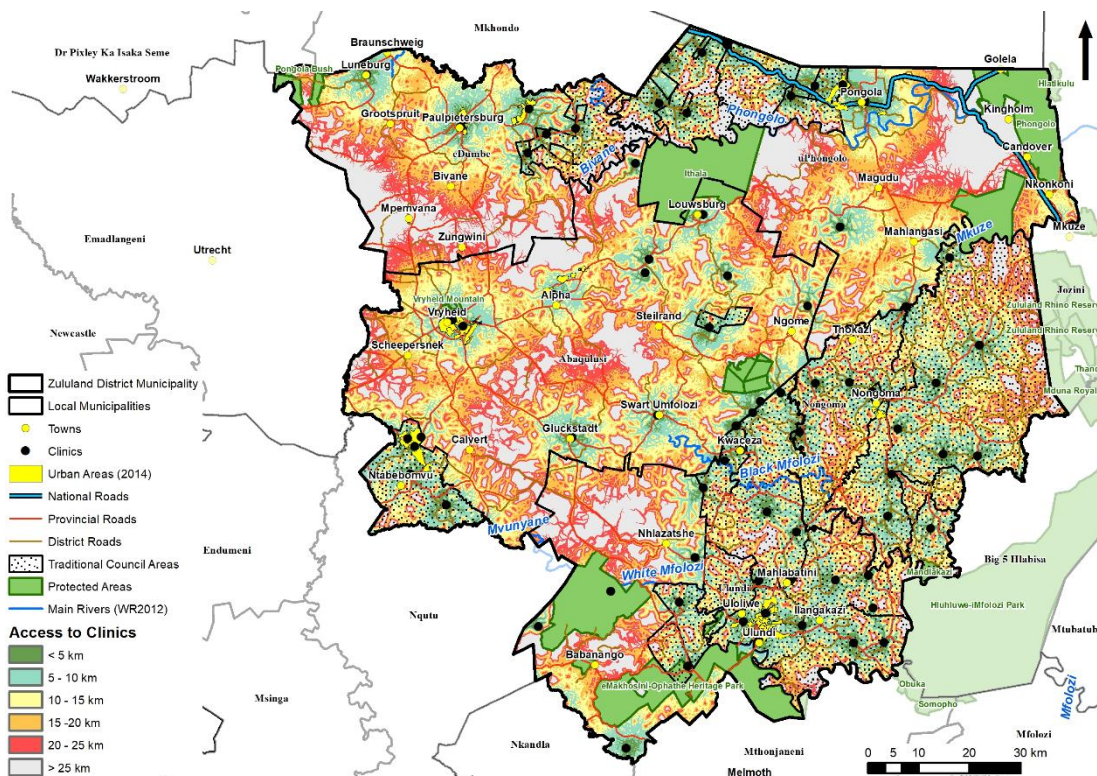 Mkhondo
Dr Pixley Ka Isaka Seme
Wakkerstroom
Braunschweig
Luneburg
Pongola Bush
Golela
Hlatikulu
Kingholm
Phongolo
Pongola
Phongolo
Grootspruit
Paulpietersburg
eDumbe
Bivane
Bivane
Candover
uPhongolo
Ithala
Magudu
Nkonkoni
Louwsburg
Mpemvana
Mkuze
Mkuze
Emadlangeni
Utrecht
Zungwini
Mahlangasi
Jozini
Vryheid Mountain
Vryheid
Alpha
Zululand Rhino Reserv
Newcastle
Scheepersnek
Steilrand
Ngome
Thokazi
Zululand Rhino Reserv
Abaqulusi
Thand
Mduna Royal
Swart Umfolozi
Nongoma
Nongoma
Calvert
Gluckstadt
Kwaceza
Black Mfolozi
Ntabebomvu
Mvunyane
Endumeni
Nhlazatshe
White Mfolozi
Mahlabatini
Mandlakazi
Big 5 Hlabisa
Ulundi
Uloliwe
Ilangakazi
Hluhluwe-iMfolozi Park
Nqutu
Ulundi
Mtubatub
Babanango
eMakhosini-Ophathe Heritage Park
Obuka
Somopho
Msinga
Mfolozi
Nkandla
Mthonjaneni
Mfolozi
Melmoth
Zululand District Municipality
Local Municipalities
Towns
Clinics
Urban Areas (2014)
National Roads
Provincial Roads
District Roads
Traditional Council Areas
Protected Areas
Main Rivers (WR2012)
Access to Clinics
< 5 km
5 - 10 km
10 - 15 km
15 -20 km
20 - 25 km
> 25 km
0 5 10 20 30 km